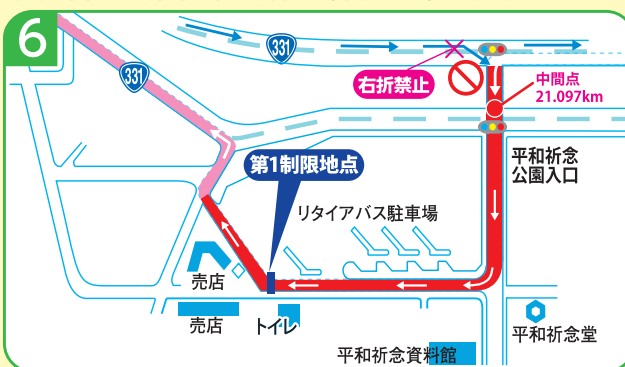 6
331
331
右折禁止
中間点
21.097km
第1制限地点
平和祈念
公園入口
リタイアバス駐車場
売店
売店
トイレ
平和祈念堂
平和祈念資料館